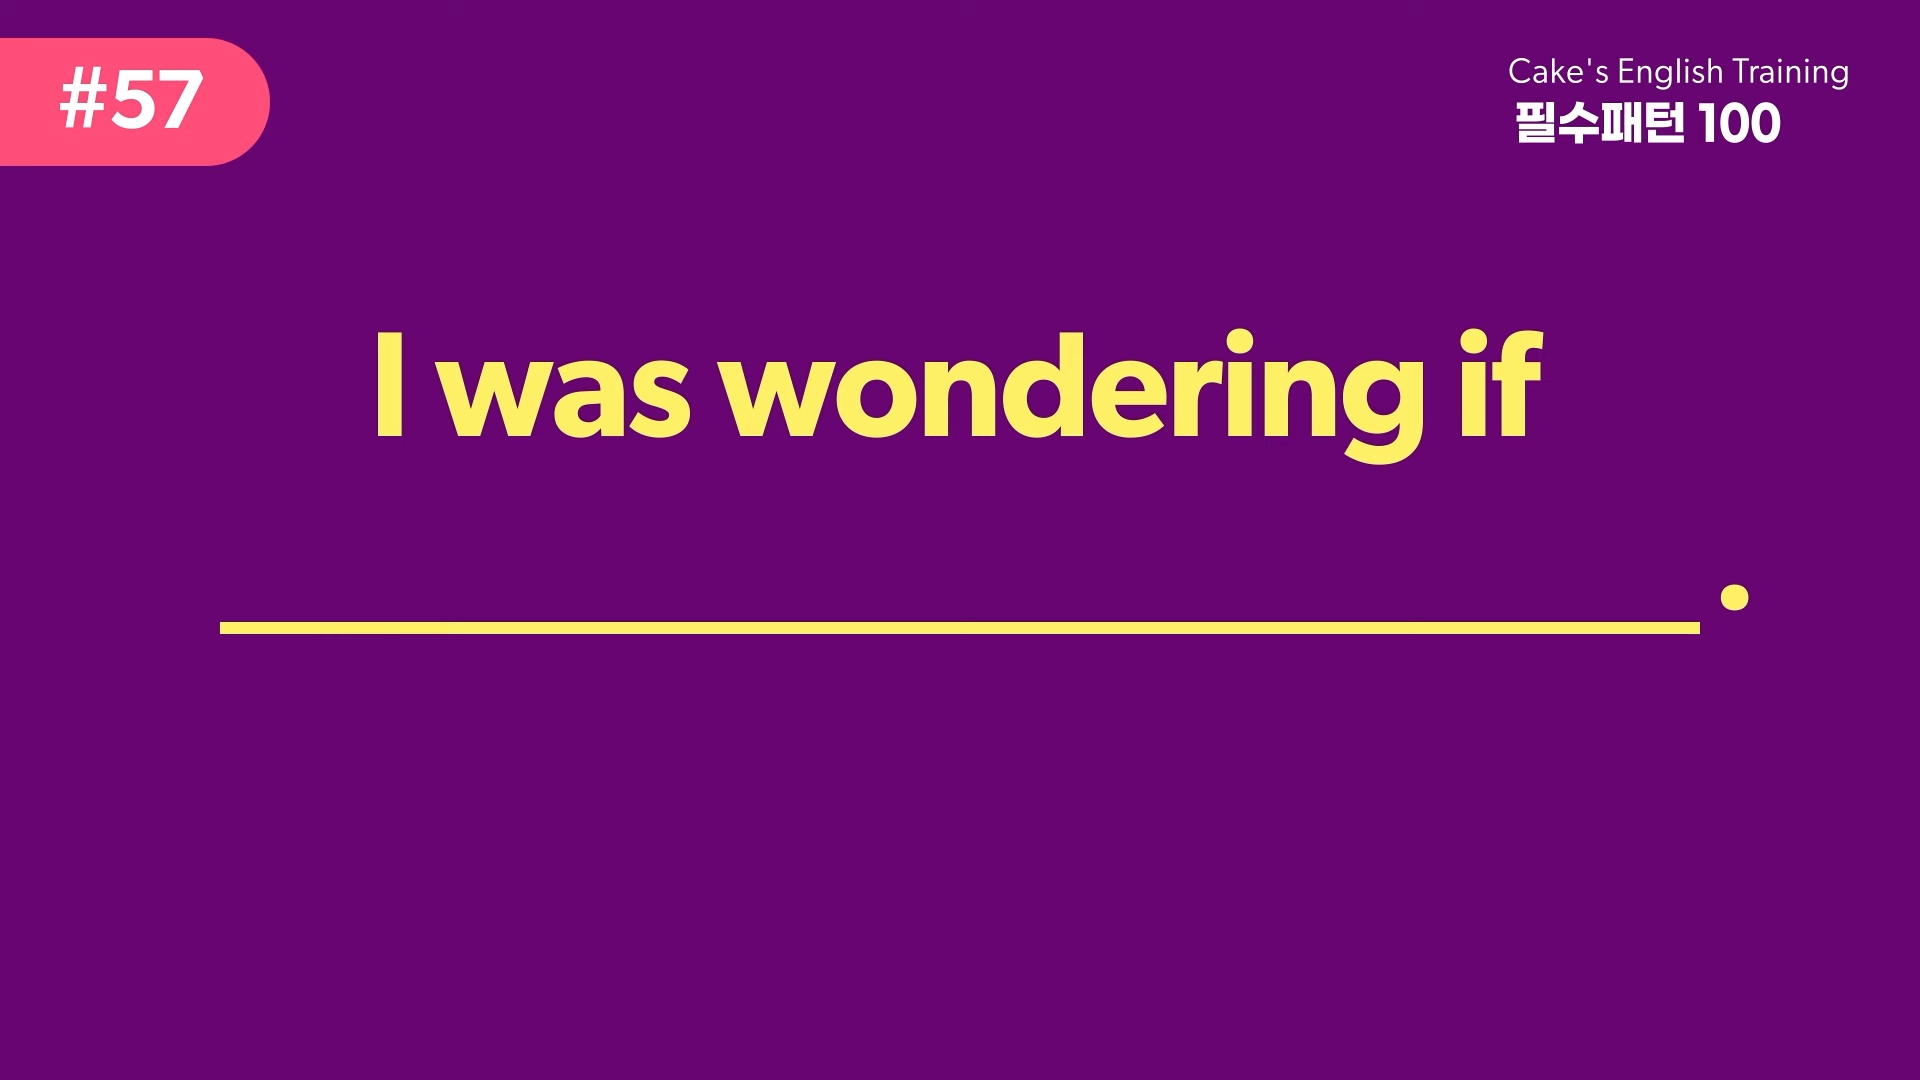 #57
Cake's English Training
필수패턴 100
I was wondering if
.